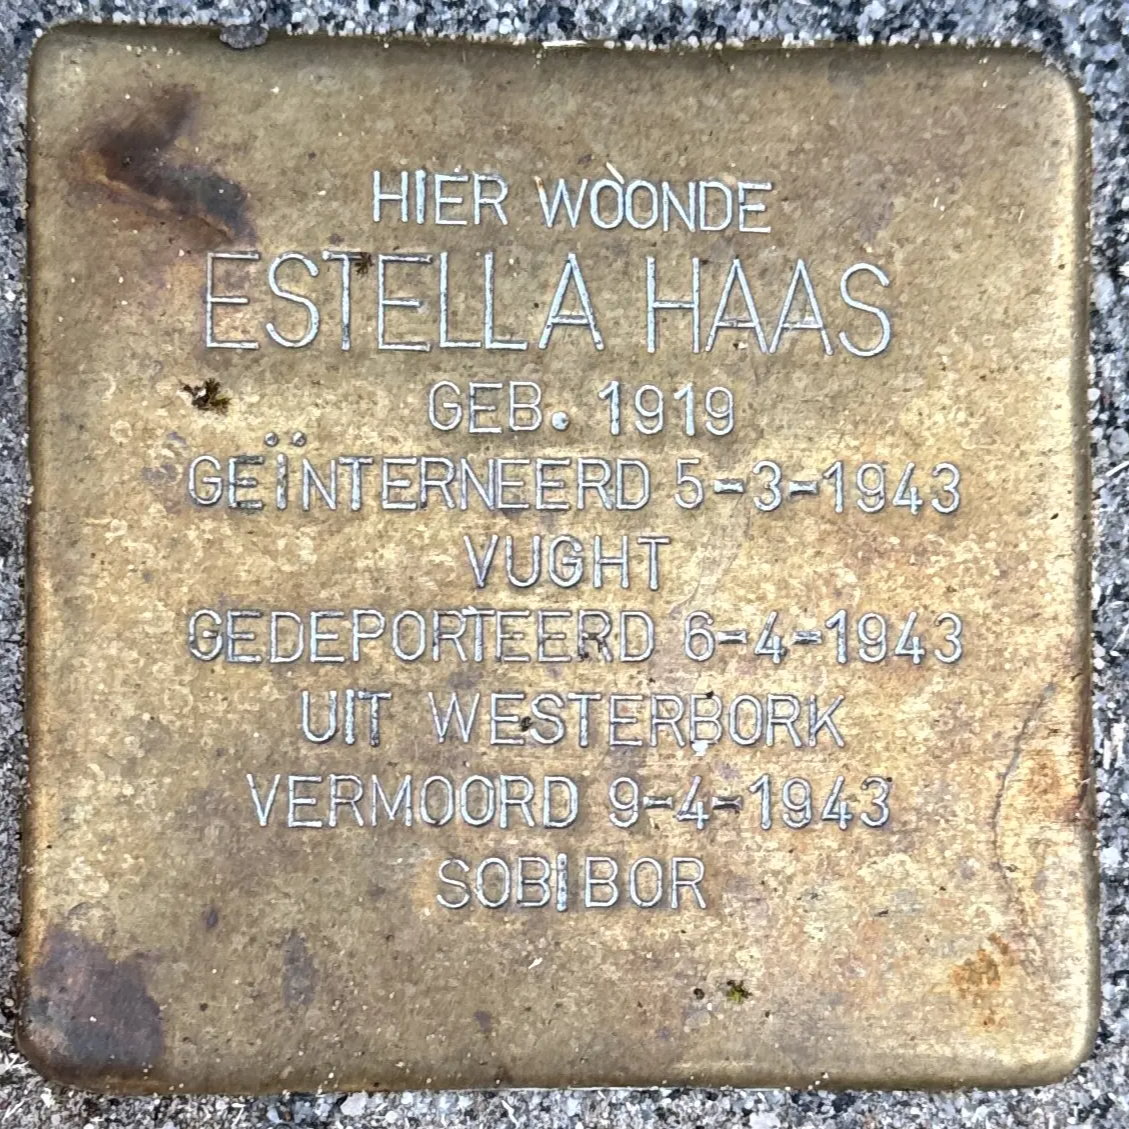 HIER WOONDE
ESTELLA HAAS
GEB. 1919
GEÏNTERNEERD 5-3-1943
VUGHT
GEDEPORTEERD 6-4-1943
UIT WESTERBORK
VERMOORD 9-4-1943
SOBIBOR